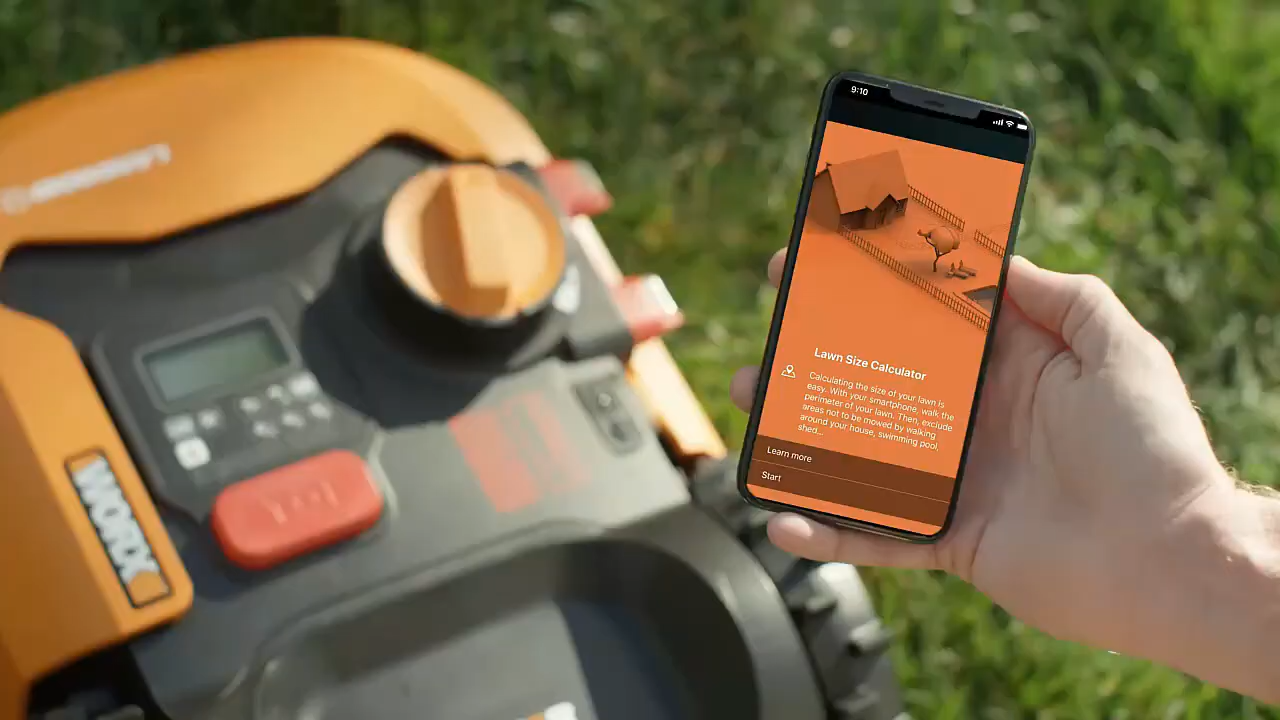 9:10
Lawn Size Calculator
Calculating the size of your lawn is
easy. With your smartphone, walk the
perimeter of your lawn. Then, exclude
areas not to be mowed by walking
around your house, swimming pool,
shed...
Learn more
Start
WORX